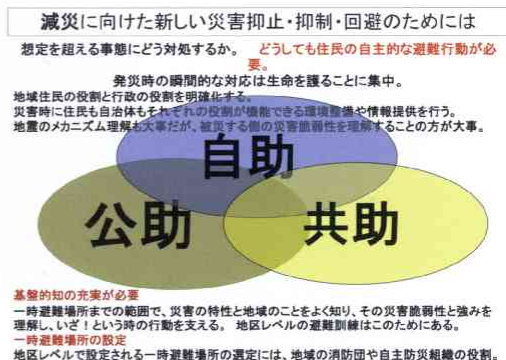 減災に向けた新しい災害抑止・抑制・回避のためには
想定を超える事態にどう対処するか。 どうしても住民の自主的な避難行動が必
要。
発災時の瞬間的な対応は生命を護ることに集中。
地域住民の役割と行政の役割を明確化する。
災害時に住民も自治体もそれぞれの役割が機能できる環境整備や情報提供を行う。
地震のメカニズム理解も大事だが、被災する側の災害脆弱性を理解することの方が大事。
自助
公助
共助
基盤的知の充実が必要
一時避難場所までの範囲で、災害の特性と地域のことをよく知り、その災害脆弱性と強みを
理解し、いざ!という時の行動を支える。 地区レベルの避難訓練はこのためにある。
一時避難場所の設定
地区レベルで設定される一時避難場所の選定には、地域の消防団や自主防災組織の役割。